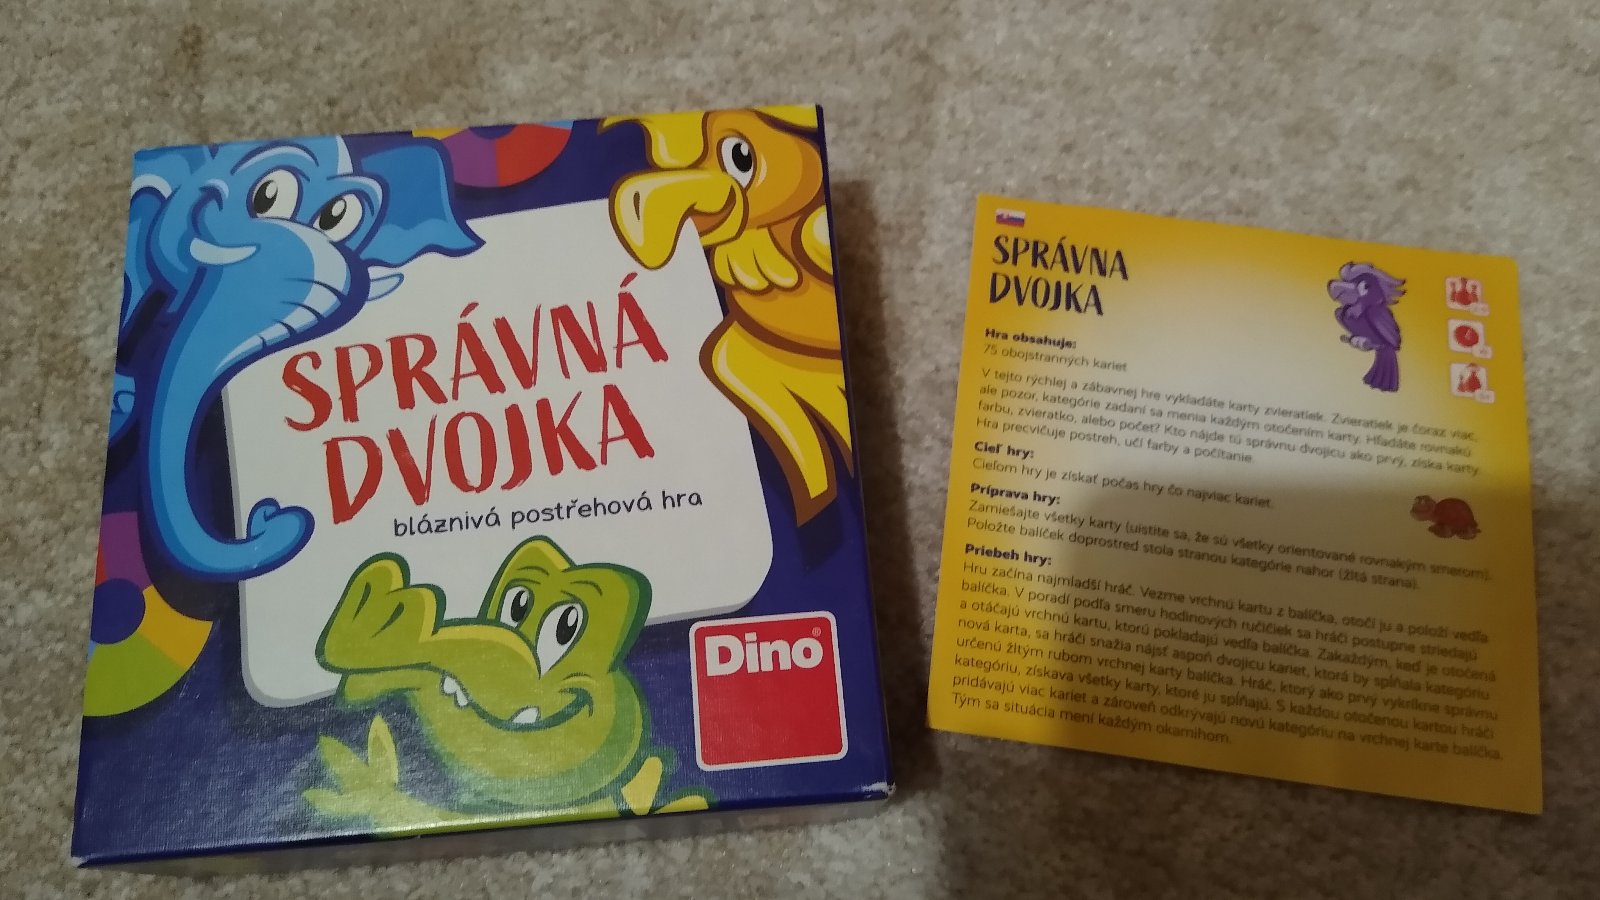 SPRÁVNÁ
DVOJKA
bláznivá postřehová hra
Dino®
SPRÁVNA
DVOJKA
Hra obsahuje:
75 obojstranných kariet
V tejto rýchlej a zábavnej hre vykladáte karty zvieratiek. Zvieratiek je čoraz viac,
ale pozor, kategórie zadaní sa menia každým otočením karty. Hľadáte rovnakú
farbu, zvieratko, alebo počet? Kto nájde tú správnu dvojicu ako prvý, získa karty.
Hra precvičuje postreh, učí farby a počítanie.
Cieľ hry:
Cieľom hry je získať počas hry čo najviac kariet.
Príprava hry:
Zamiešajte všetky karty (uistite sa, že sú všetky orientované rovnakým smerom).
Položte balíček doprostred stola stranou kategórie nahor (žltá strana).
Priebeh hry:
Hru začína najmladší hráč. Vezme vrchnú kartu z balíčka, otočí ju a položí vedľa
balíčka. V poradí podľa smeru hodinových ručičiek sa hráči postupne striedajú
a otáčajú vrchnú kartu, ktorú pokladajú vedľa balíčka. Zakaždým, keď je otočená
nová karta, sa hráči snažia nájsť aspoň dvojicu kariet, ktorá by spĺňala kategóriu
určenú žltým rubom vrchnej karty balíčka. Hráč, ktorý ako prvý vykríkne správnu
kategóriu, získava všetky karty, ktoré ju spĺňajú. S každou otočenou kartou hráči
pridávajú viac kariet a zároveň odkrývajú novú kategóriu na vrchnej karte balíčka.
Tým sa situácia mení každým okamihom.